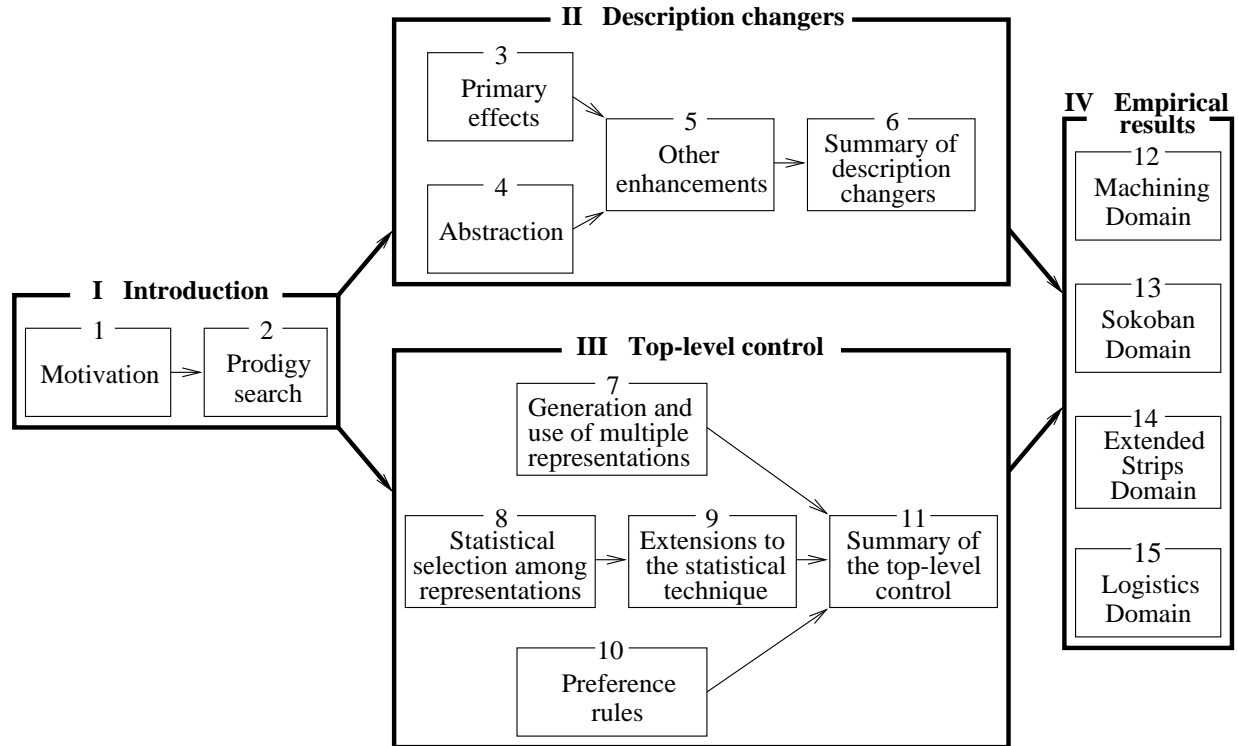 I Introduction
1
Motivation
2
Prodigy
search
II Description changers
3
Primary
effects
4
Abstraction
5
Other
enhancements
6
Summary of
description
changers
III Top-level control
7
Generation and
use of multiple
representations
8
Statistical
selection among
representations
9
Extensions to
the statistical
technique
10
Preference
rules
11
Summary of
the top-level
control
IV Empirical
results
12
Machining
Domain
13
Sokoban
Domain
14
Extended
Strips
Domain
15
Logistics
Domain